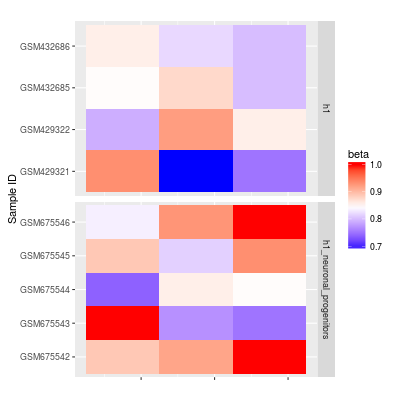 GSM432686
GSM432685
GSM429322
GSM429321
h1
GSM675546
GSM675545
GSM675544
GSM675543
GSM675542
h1_neuronal_progenitors
Sample ID
beta
1.0
0.9
0.8
0.7